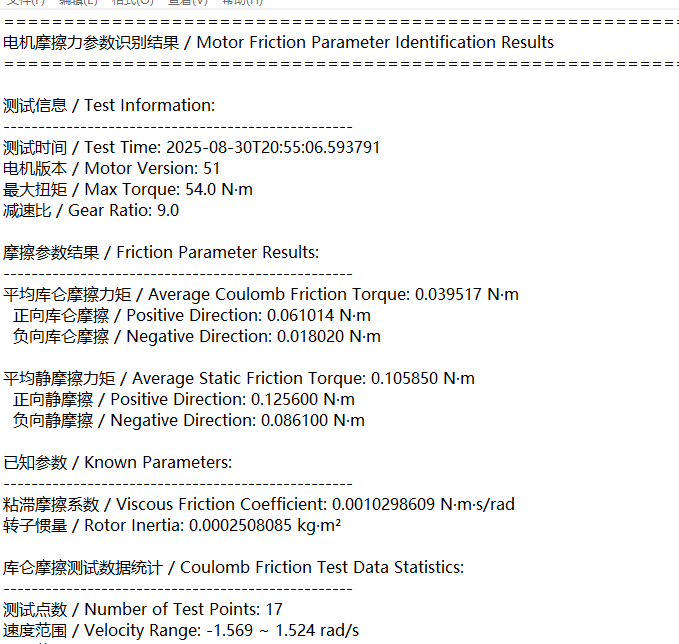 ================================================================
电机摩擦力参数识别结果 / Motor Friction Parameter Identification Results
================================================================
测试信息 / Test Information:
--------------------------------------------------
测试时间 / Test Time: 2025-08-30T20:55:06.593791
电机版本 / Motor Version: 51
最大扭矩 / Max Torque: 54.0 N·m
减速比 / Gear Ratio: 9.0
摩擦参数结果 / Friction Parameter Results:
--------------------------------------------------
平均库仑摩擦力矩 / Average Coulomb Friction Torque: 0.039517 N·m
正向库仑摩擦 / Positive Direction: 0.061014 N·m
负向库仑摩擦 / Negative Direction: 0.018020 N·m
平均静摩擦力矩 / Average Static Friction Torque: 0.105850 N·m
正向静摩擦 / Positive Direction: 0.125600 N·m
负向静摩擦 / Negative Direction: 0.086100 N·m
已知参数 / Known Parameters:
--------------------------------------------------
粘滞摩擦系数 / Viscous Friction Coefficient: 0.0010298609 N·m·s/rad
转子惯量 / Rotor Inertia: 0.0002508085 kg·m²
库仑摩擦测试数据统计 / Coulomb Friction Test Data Statistics:
--------------------------------------------------
测试点数 / Number of Test Points: 17
速度范围 / Velocity Range: -1.569 ~ 1.524 rad/s